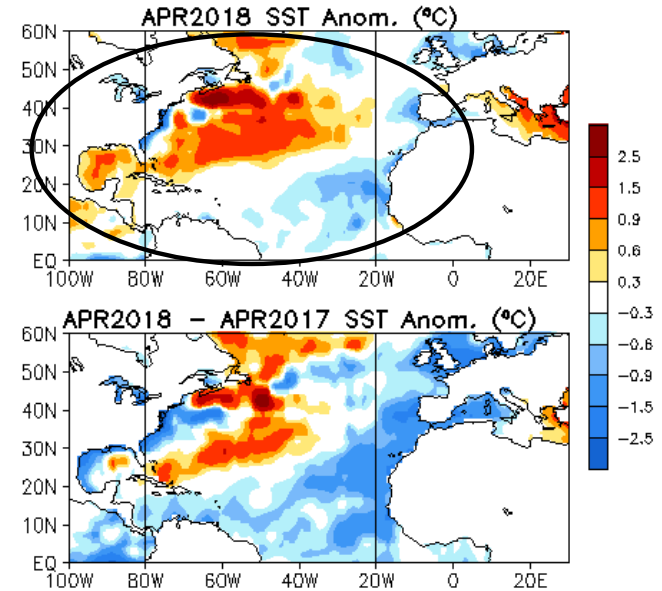 APR2018 SST Anom. (ºC)
60N
50N
40N
30N
20N
10N
EQ
100W 80W 60W 40W 20W 0 20E
2.5
1.5
0.9
0.6
0.3
-0.3
-0.6
-0.9
-1.5
-2.5
APR2018 - APR2017 SST Anom. (ºC)
60N
50N
40N
30N
20N
10N
EQ
100W 80W 60W 40W 20W 0 20E